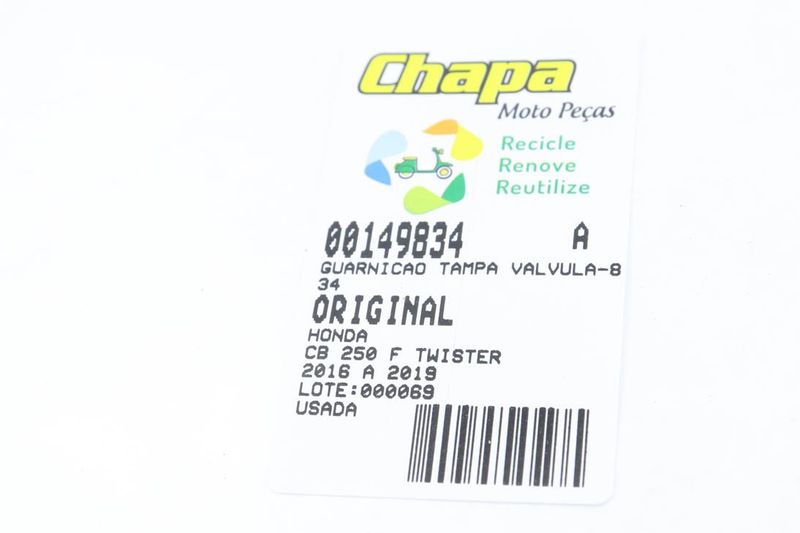 Chapa
Moto Peças
Recicle
Renove
Reutilize
00149834 A
GUARNICAO TAMPA VALVULA-8
34
ORIGINAL
HONDA
CB 250 F TWISTER
2016 A 2019
LOTE:000069
USADA